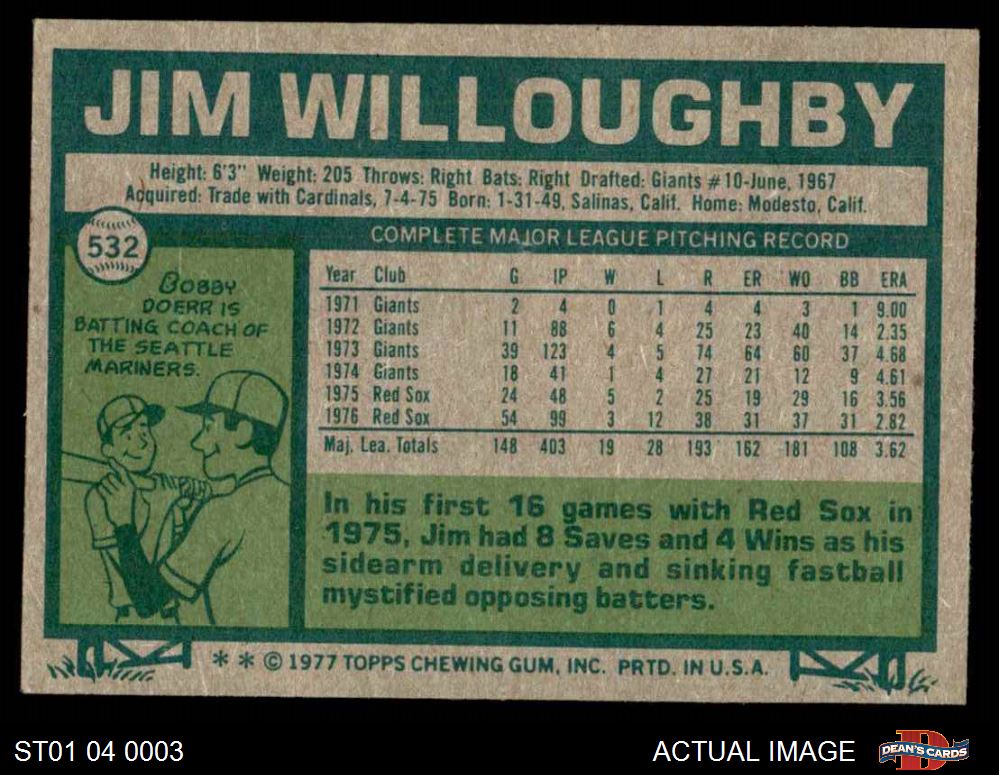 JIM WILLOUGHBY
Height: 6'3" Weight: 205 Throws: Right Bats: Right Drafted: Giants #10-June, 1967
Acquired: Trade with Cardinals, 7-4-75 Born: 1-31-49, Salinas, Calif. Home: Modesto, Calif.
532
BOBBY
DOERR IS
BATTING COACH OF
THE SEATTLE
MARINERS.
COMPLETE MAJOR LEAGUE PITCHING RECORD
Year Club G IP W L R ER WO BB ERA
1971 Giants 2 4 0 1 4 4 3 1 9.00
1972 Giants 11 88 6 4 25 23 40 14 2.35
1973 Giants 39 123 4 5 74 64 60 37 4.68
1974 Giants 18 41 1 4 27 21 12 9 4.61
1975 Red Sox 24 48 5 2 25 19 29 16 3.56
1976 Red Sox 54 99 3 12 38 31 37 31 2.82
Maj. Lea. Totals 148 403 19 28 193 162 181 108 3.62
In his first 16 games with Red Sox in
1975, Jim had 8 Saves and 4 Wins as his
sidearm delivery and sinking fastball
mystified opposing batters.
* * © 1977 TOPPS CHEWING GUM, INC. PRTD. IN U.S.A.
ST01 04 0003
ACTUAL IMAGE
D
DEAN'S CARDS